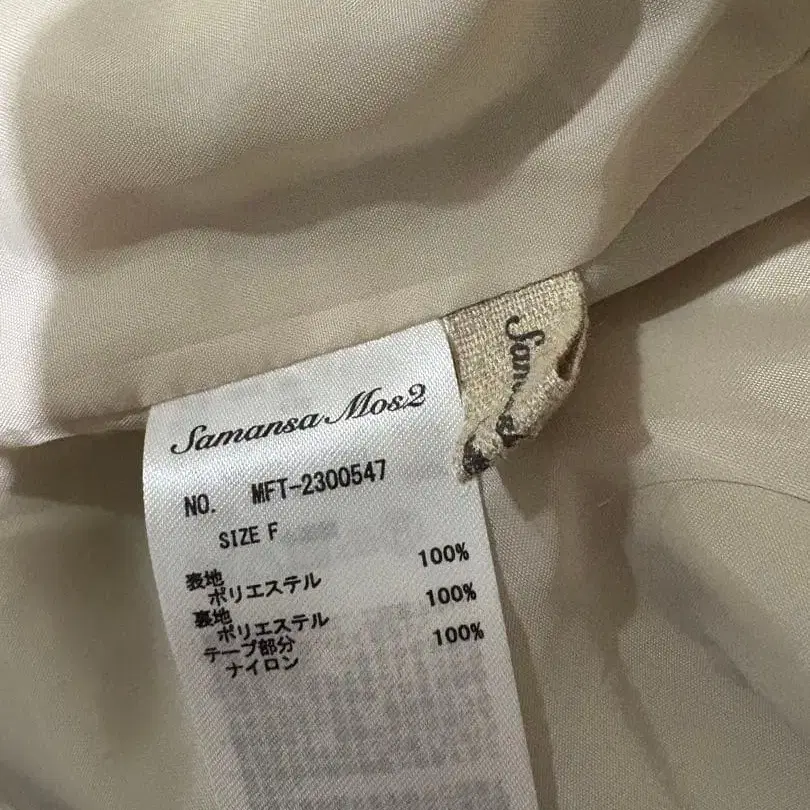 Samansa Mos2
NO. MFT-2300547
SIZE F
表地
ポリエステル 100%
裏地
ポリエステル 100%
テープ部分
ナイロン 100%